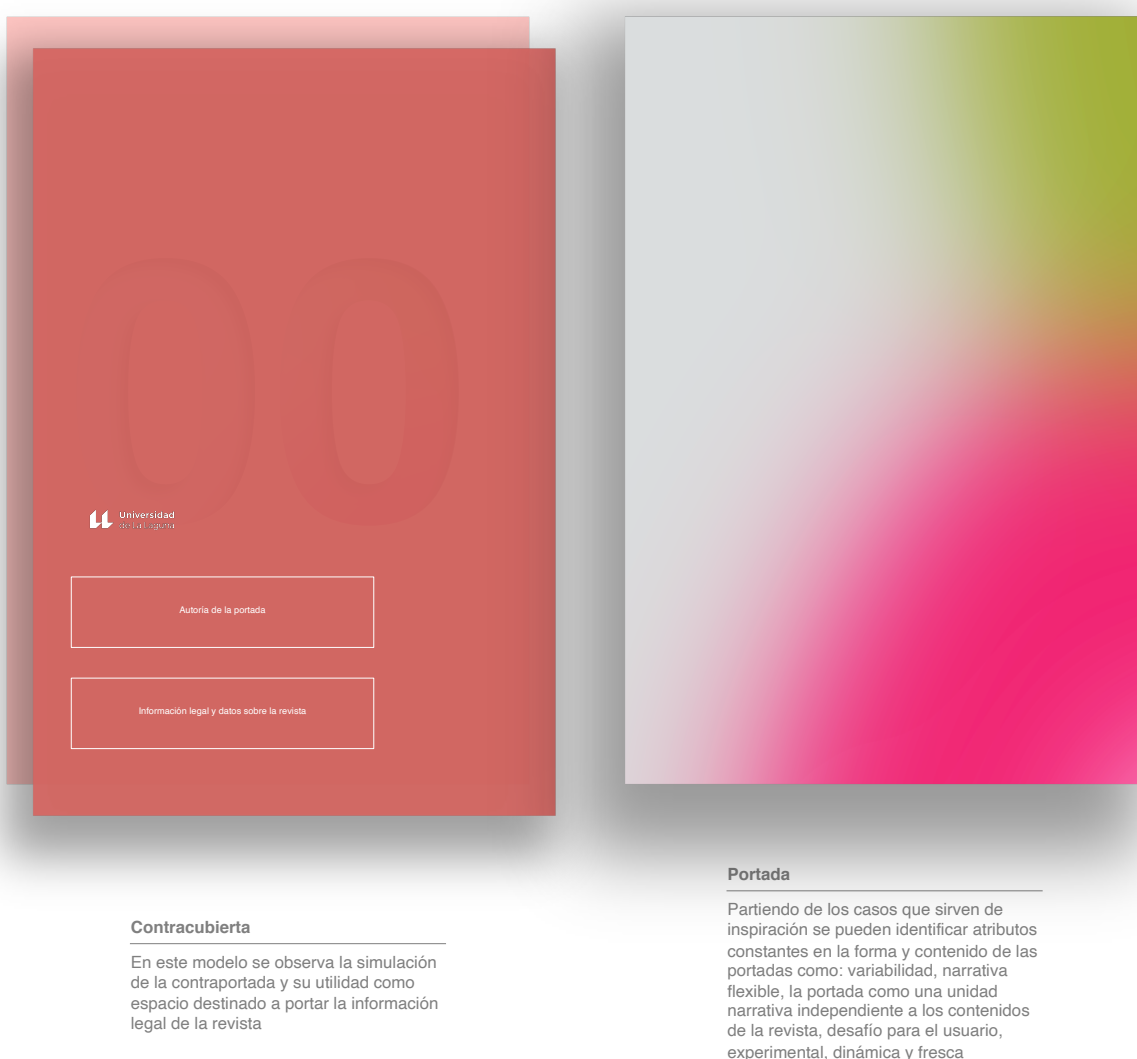 00
Universidad
de La Laguna
Autoría de la portada
Información legal y datos sobre la revista
Contracubierta
En este modelo se observa la simulación
de la contraportada y su utilidad como
espacio destinado a portar la información
legal de la revista
Portada
Partiendo de los casos que sirven de
inspiración se pueden identificar atributos
constantes en la forma y contenido de las
portadas como: variabilidad, narrativa
flexible, la portada como una unidad
narrativa independiente a los contenidos
de la revista, desafío para el usuario,
experimental, dinámica y fresca